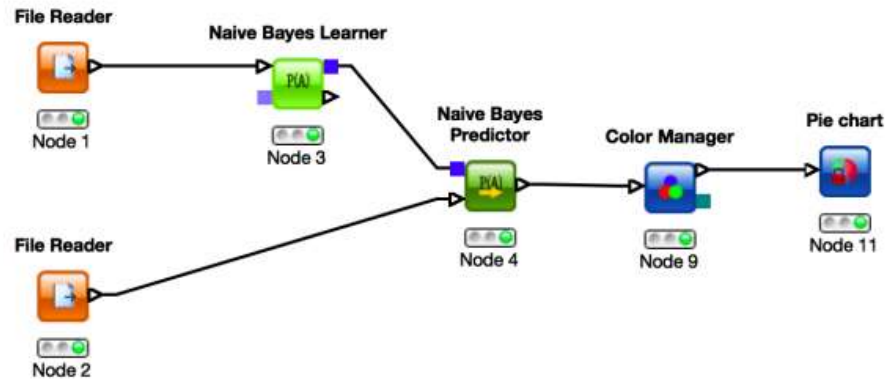 File Reader
Node 1
Naive Bayes Learner
P(A)
Node 3
Naive Bayes
Predictor
P(A)
Node 4
Color Manager
Node 9
Pie chart
Node 11
File Reader
Node 2